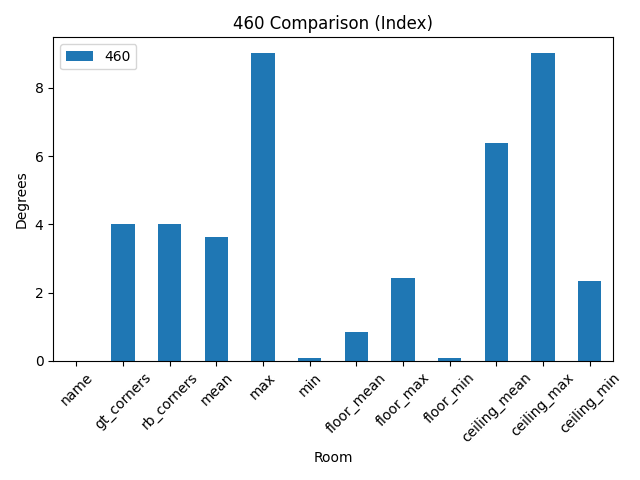 460 Comparison (Index)
460
Degrees
8
6
4
2
0
name
gt_corners
rb_corners
mean
max
min
floor_mean
floor_max
floor_min
ceiling_mean
ceiling_max
ceiling_min
Room